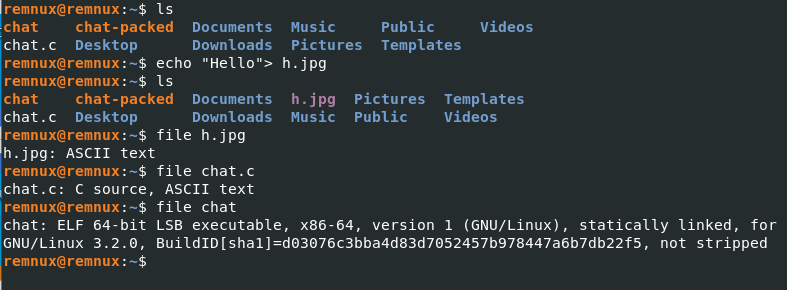 remnux@remnux:~$ ls
chat    chat-packed  Documents  Music     Public     Videos
chat.c  Desktop      Downloads  Pictures  Templates
remnux@remnux:~$ echo "Hello"> h.jpg
remnux@remnux:~$ ls
chat    chat-packed  Documents  h.jpg  Pictures  Templates
chat.c  Desktop      Downloads  Music  Public    Videos
remnux@remnux:~$ file h.jpg
h.jpg: ASCII text
remnux@remnux:~$ file chat.c
chat.c: C source, ASCII text
remnux@remnux:~$ file chat
chat: ELF 64-bit LSB executable, x86-64, version 1 (GNU/Linux), statically linked, for
GNU/Linux 3.2.0, BuildID[sha1]=d03076c3bba4d83d7052457b978447a6b7db22f5, not stripped
remnux@remnux:~$